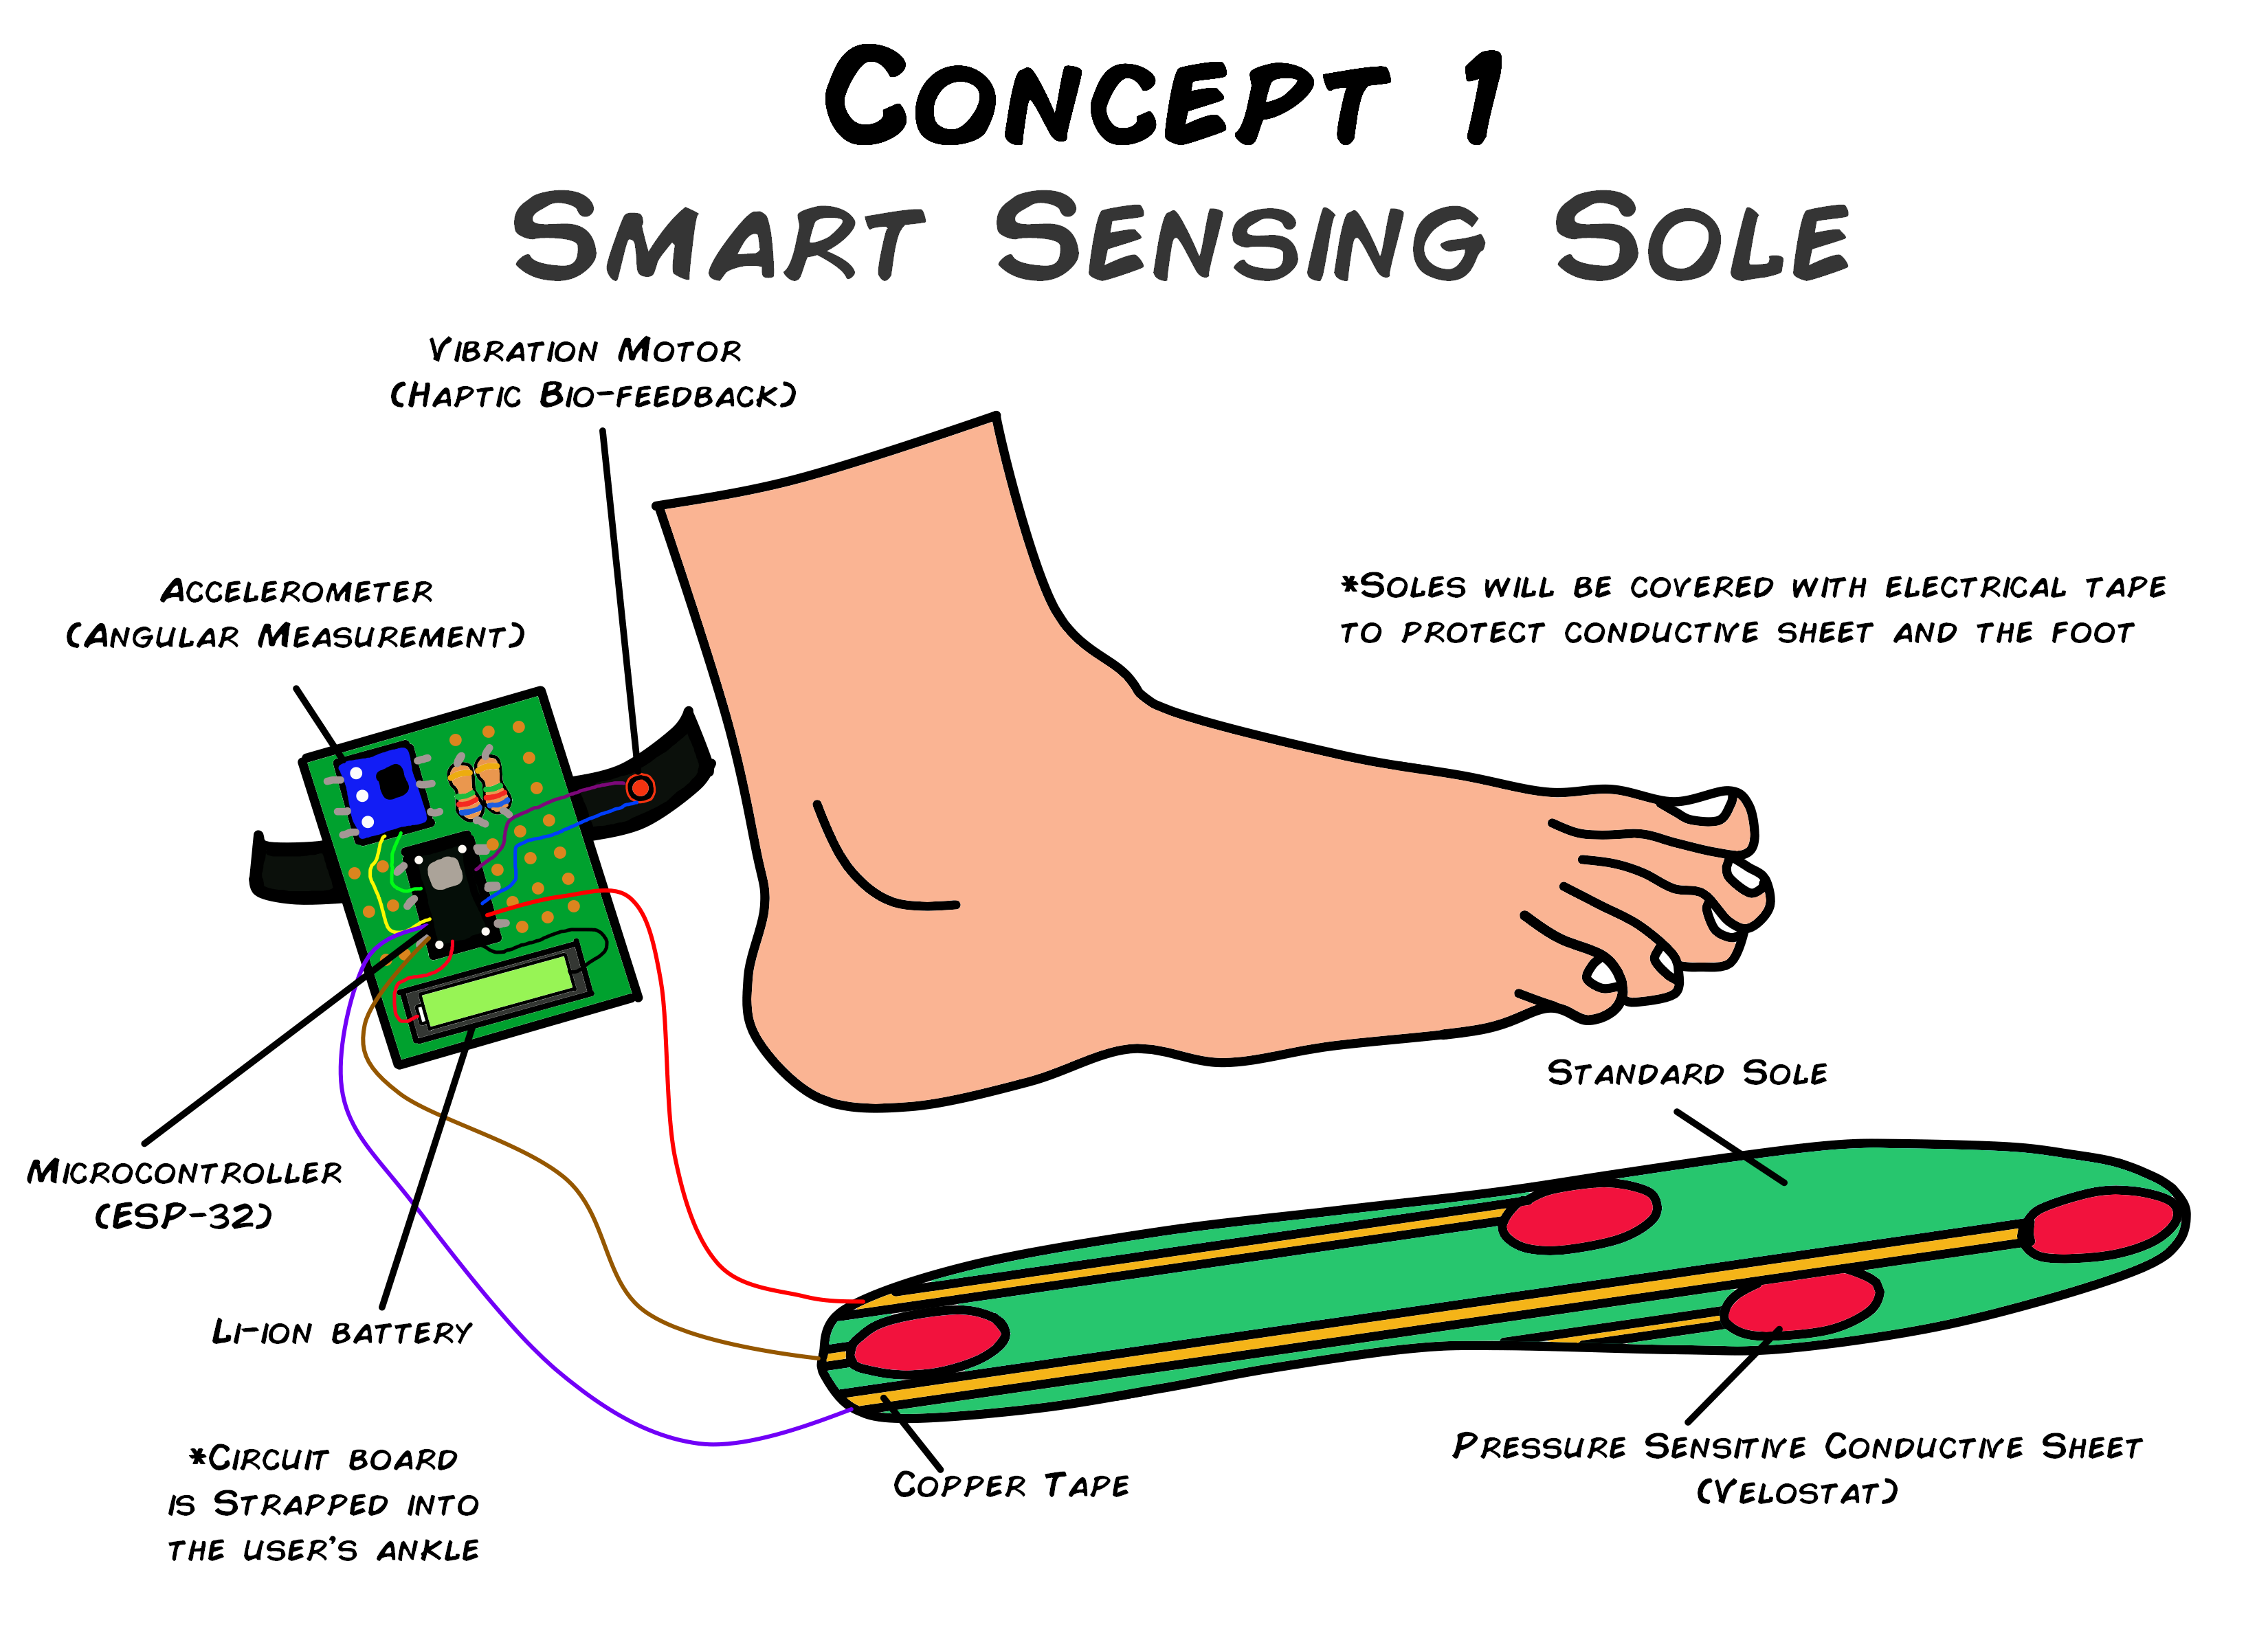 Concept 1
Smart Sensing Sole
Vibration Motor
(Haptic Bio-feedback)
Accelerometer
(Angular Measurement)
*Soles will be covered with electrical tape
to protect conductive sheet and the foot
Standard Sole
Microcontroller
(ESP-32)
Li-ion battery
Pressure Sensitive Conductive Sheet
(Velostat)
Copper Tape
*Circuit board
is Strapped into
the user's ankle